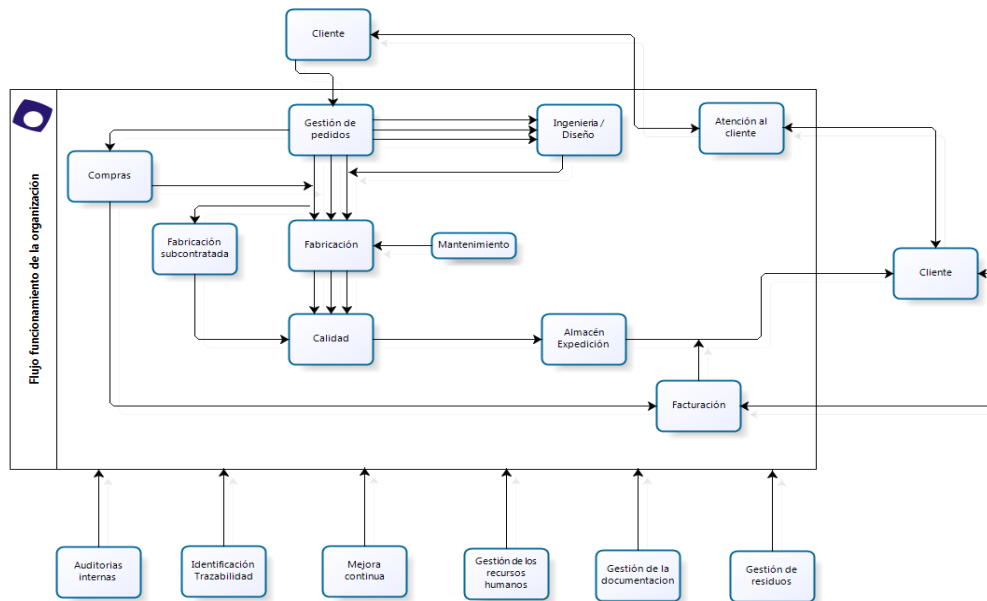 Cliente
Flujo funcionamiento de la organización
Gestión de
pedidos
Ingenieria /
Diseño
Atención al
cliente
Compras
Fabricación
subcontratada
Fabricación
Mantenimiento
Cliente
Calidad
Almacén
Expedición
Facturación
Auditorias
internas
Identificación
Trazabilidad
Mejora
continua
Gestión de los
recursos
humanos
Gestión de la
documentacion
Gestión de
residuos